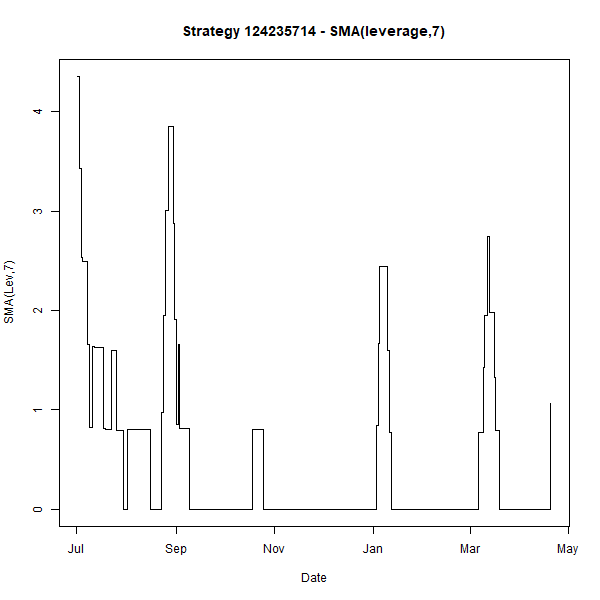 Strategy 124235714 - SMA(leverage,7)
SMA(Lev,7)
4
3
2
1
0
Jul Sep Nov Jan Mar May
Date